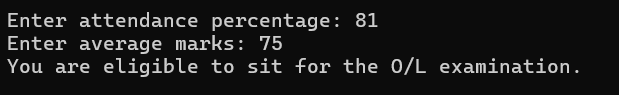 Enter attendance percentage: 81
Enter average marks: 75
You are eligible to sit for the O/L examination.